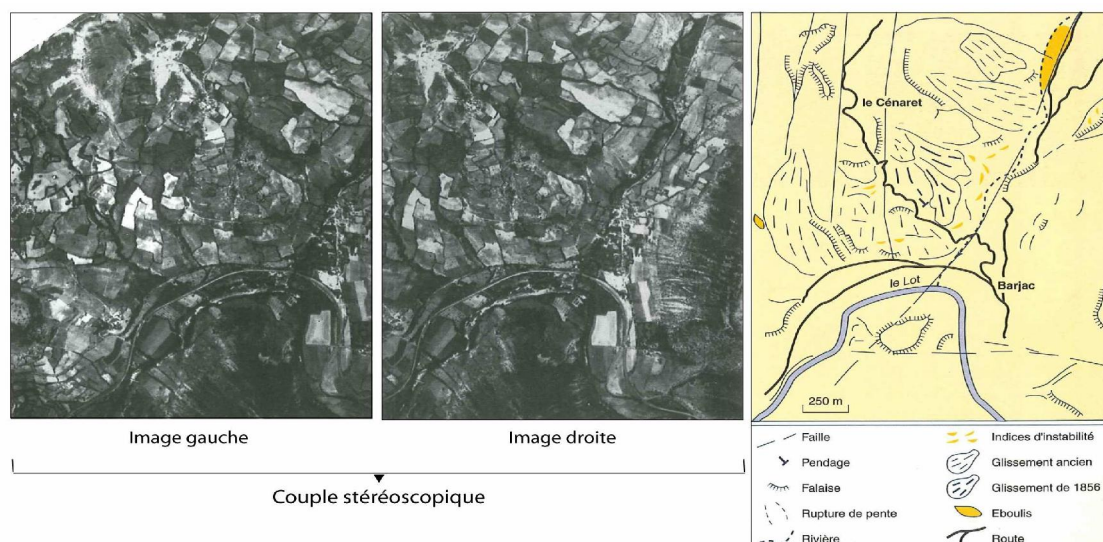 le Cénaret
le Lot
Barjac
250 m
Image gauche
Image droite
Couple stéréoscopique
Faille
Pendage
Falaise
Rupture de pente
Rivière
Indices d'instabilité
Glissement ancien
Glissement de 1856
Eboulis
Route